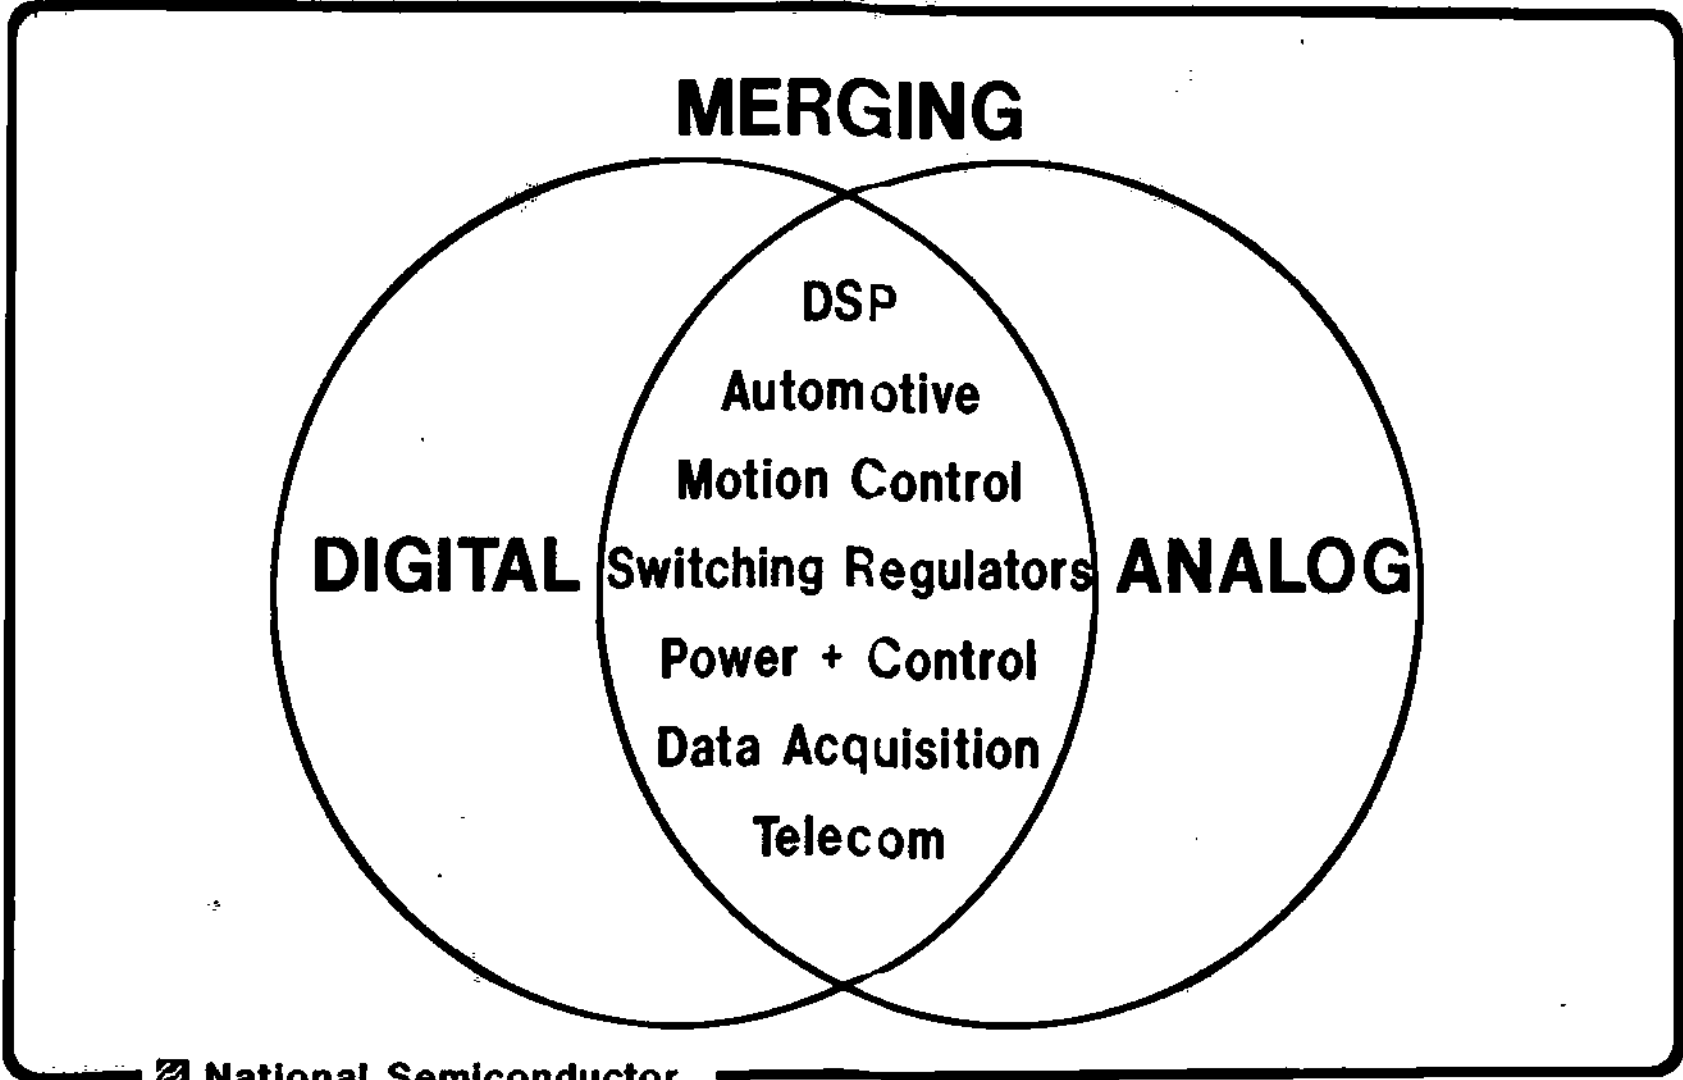 MERGING
DSP
Automotive
Motion Control
DIGITAL Switching Regulators ANALOG
Power + Control
Data Acquisition
Telecom
National Semiconductor